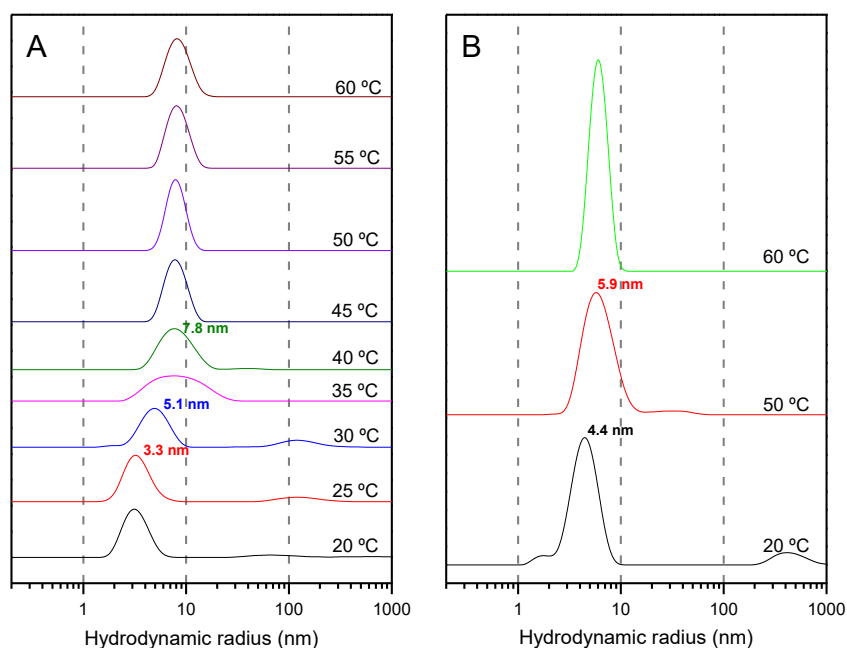 A
60 ºC
55 ºC
50 ºC
45 ºC
7.8 nm
40 ºC
35 ºC
5.1 nm
30 ºC
3.3 nm
25 ºC
20 ºC
1 10 100 1000
Hydrodynamic radius (nm)
B
60 ºC
5.9 nm
50 ºC
4.4 nm
20 ºC
1 10 100 1000
Hydrodynamic radius (nm)